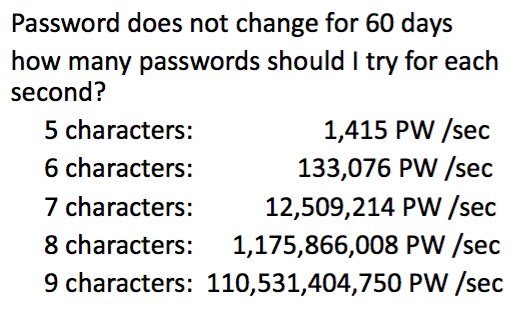 Password does not change for 60 days
how many passwords should I try for each
second?
5 characters: 1,415 PW /sec
6 characters: 133,076 PW /sec
7 characters: 12,509,214 PW /sec
8 characters: 1,175,866,008 PW /sec
9 characters: 110,531,404,750 PW /sec